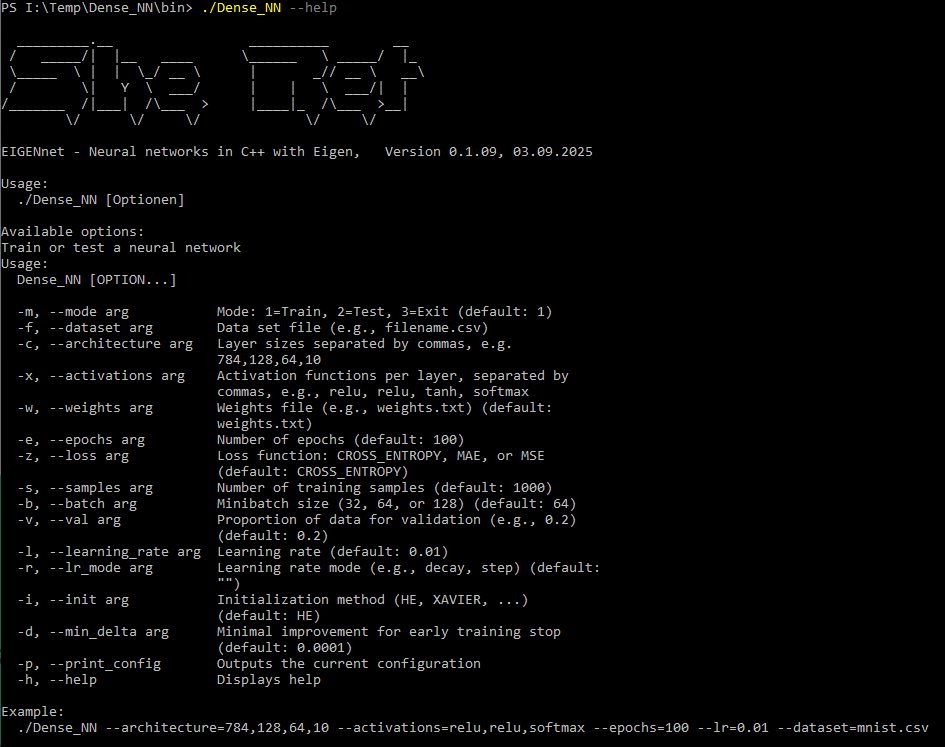 PS I:\Temp\Dense_NN\bin> ./Dense_NN --help
She Net
EIGENnet - Neural networks in C++ with Eigen,   Version 0.1.09, 03.09.2025
Usage:
./Dense_NN [Optionen]
Available options:
Train or test a neural network
Usage:
Dense_NN [OPTION...]
-m, --mode arg           Mode: 1=Train, 2=Test, 3=Exit (default: 1)
-f, --dataset arg        Data set file (e.g., filename.csv)
-c, --architecture arg   Layer sizes separated by commas, e.g.
784,128,64,10
-x, --activations arg    Activation functions per layer, separated by
commas, e.g., relu, relu, tanh, softmax
-w, --weights arg        Weights file (e.g., weights.txt) (default:
weights.txt)
-e, --epochs arg         Number of epochs (default: 100)
-z, --loss arg           Loss function: CROSS_ENTROPY, MAE, or MSE
(default: CROSS_ENTROPY)
-s, --samples arg        Number of training samples (default: 1000)
-b, --batch arg          Minibatch size (32, 64, or 128) (default: 64)
-v, --val arg            Proportion of data for validation (e.g., 0.2)
(default: 0.2)
-l, --learning_rate arg  Learning rate (default: 0.01)
-r, --lr_mode arg        Learning rate mode (e.g., decay, step) (default:
"")
-i, --init arg           Initialization method (HE, XAVIER, ...)
(default: HE)
-d, --min_delta arg      Minimal improvement for early training stop
(default: 0.0001)
-p, --print_config       Outputs the current configuration
-h, --help               Displays help
Example:
./Dense_NN --architecture=784,128,64,10 --activations=relu,relu,softmax --epochs=100 --lr=0.01 --dataset=mnist.csv